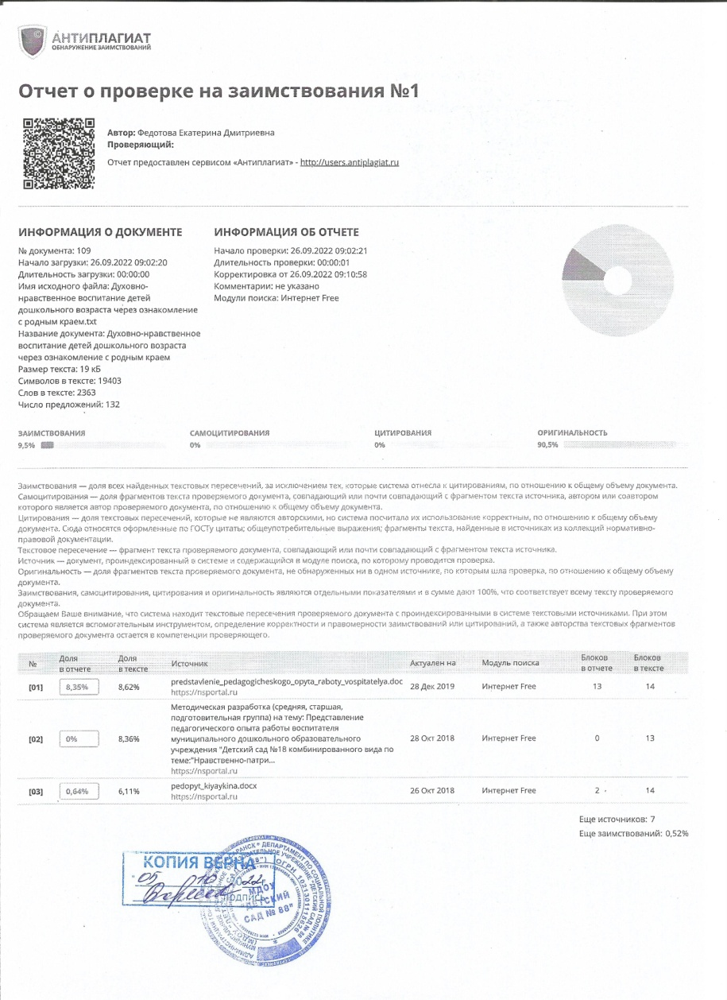 АНТИПЛАГИАТ
ОБНАРУЖЕНИЕ ЗАИМСТВОВАНИЙ
Отчет о проверке на заимствования №1
Автор: Федотова Екатерина Дмитриевна
Проверяющий:
Отчет предоставлен сервисом «Антиплагиат» - http://users.antiplagiat.ru
ИНФОРМАЦИЯ О ДОКУМЕНТЕ
№ документа: 109
Начало загрузки: 26.09.2022 09:02:20
Длительность загрузки: 00:00:00
Имя исходного файла: Духовно-
нравственное воспитание детей
дошкольного возраста через ознакомление
с родным краем.txt
Название документа: Духовно-нравственное
воспитание детей дошкольного возраста
через ознакомление с родным краем
Размер текста: 19 кБ
Символов в тексте: 19403
Слов в тексте: 2363
Число предложений: 132
ИНФОРМАЦИЯ ОБ ОТЧЕТЕ
Начало проверки: 26.09.2022 09:02:21
Длительность проверки: 00:00:01
Корректировка от 26.09.2022 09:10:58
Комментарии: не указано
Модули поиска: Интернет Free
ЗАИМСТВОВАНИЯ
9,5%
САМОЦИТИРОВАНИЯ
0%
ЦИТИРОВАНИЯ
0%
ОРИГИНАЛЬНОСТЬ
90,5%
Заимствования — доля всех найденных текстовых пересечений, за исключением тех, которые система отнесла к цитированиям, по отношению к общему объему документа.
Самоцитирования — доля фрагментов текста проверяемого документа, совпадающий или почти совпадающий с фрагментом текста источника, автором или соавтором
которого является автор проверяемого документа, по отношению к общему объему документа.
Цитирования — доля текстовых пересечений, которые не являются авторскими, но система посчитала их использование корректным, по отношению к общему объему
документа. Сюда относятся оформленные по ГОСТу цитаты; общеупотребительные выражения; фрагменты текста, найденные в источниках из коллекций нормативно-
правовой документации.
Текстовое пересечение — фрагмент текста проверяемого документа, совпадающий или почти совпадающий с фрагментом текста источника.
Источник — документ, проиндексированный в системе и содержащийся в модуле поиска, по которому проводится проверка.
Оригинальность — доля фрагментов текста проверяемого документа, не обнаруженных ни в одном источнике, по которым шла проверка, по отношению к общему объему
документа.
Заимствования, самоцитирования, цитирования и оригинальность являются отдельными показателями и в сумме дают 100%, что соответствует всему тексту проверяемого
документа.
Обращаем Ваше внимание, что система находит текстовые пересечения проверяемого документа с проиндексированными в системе текстовыми источниками. При этом
система является вспомогательным инструментом, определение корректности и правомерности заимствований или цитирований, а также авторства текстовых фрагментов
проверяемого документа остается в компетенции проверяющего.
№ Доля в отчете Доля в тексте Источник Актуален на Модуль поиска Блоков в отчете Блоков в тексте
[01] 8,35% 8,62% predstavlenie_pedagogicheskogo_opyta_raboty_vospitatelya.doc 28 Дек 2019 Интернет Free 13 14
https://nsportal.ru
Методическая разработка (средняя, старшая,
подготовительная группа) на тему: Представление
педагогического опыта работы воспитателя
[02] 0% 8,36% муниципального дошкольного образовательного 28 Окт 2018 Интернет Free 0 13
учреждения "Детский сад №18 комбинированного вида по
теме:"Нравственно-патри...
https://nsportal.ru
[03] 0,64% 6,11% pedopyt_kiyaykina.docx 26 Окт 2018 Интернет Free 2 14
https://nsportal.ru
Еще источников: 7
Еще заимствований: 0,52%
КОПИЯ ВЕРНА
"05 10 2022г.
ПОДПИСЬ
МДОУ
"ДЕТСКИЙ
САД № 88"